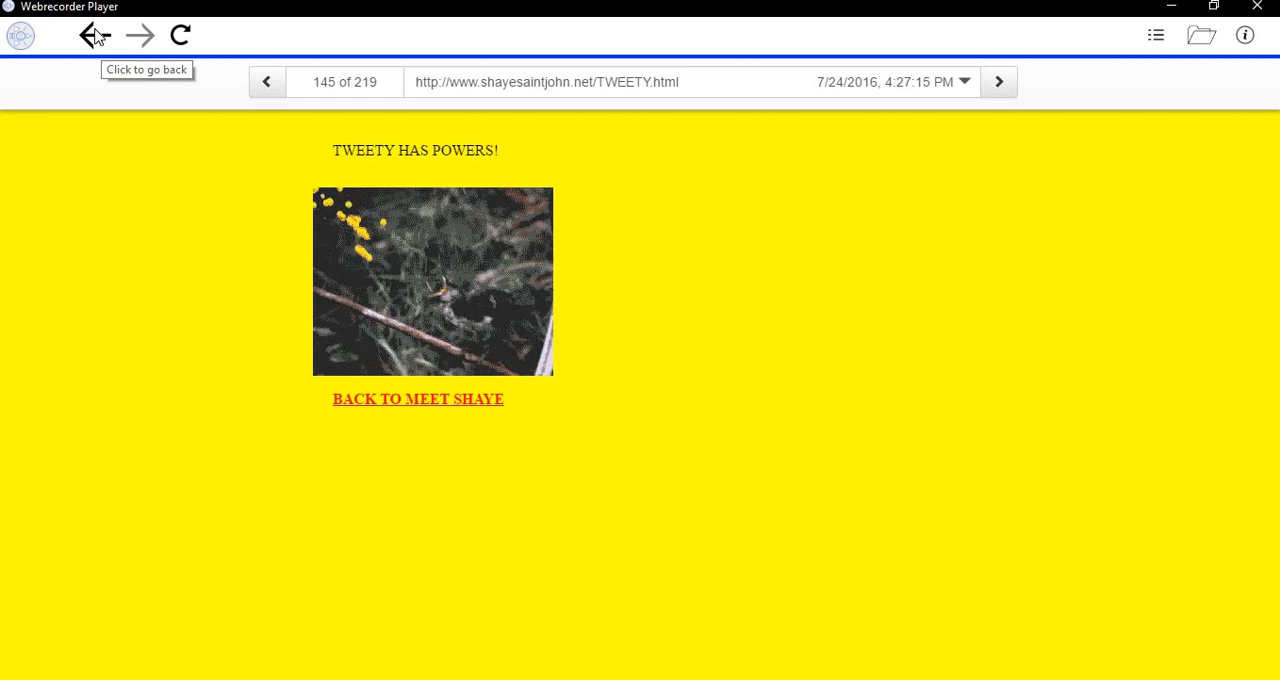 Webrecorder Player
Click to go back
145 of 219
http://www.shayesaintjohn.net/TWEETY.html
7/24/2016, 4:27:15 PM
TWEETY HAS POWERS!
BACK TO MEET SHAYE